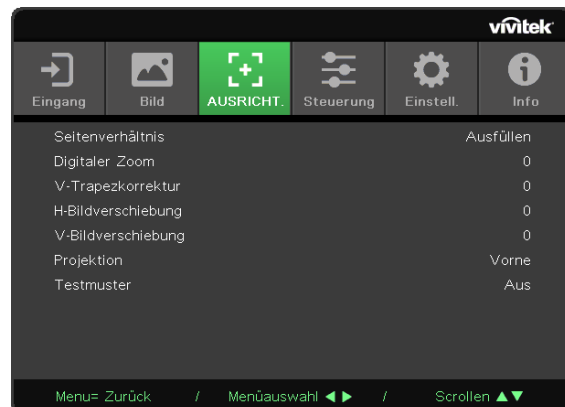 vivitek
Eingang Bild AUSRICHT. Steuerung Einstell. Info
Seitenverhältnis Ausfüllen
Digitaler Zoom 0
V-Trapezkorrektur 0
H-Bildverschiebung 0
V-Bildverschiebung 0
Projektion Vorne
Testmuster Aus
Menu= Zurück / Menüauswahl ◀ ▶ / Scrollen ▲▼